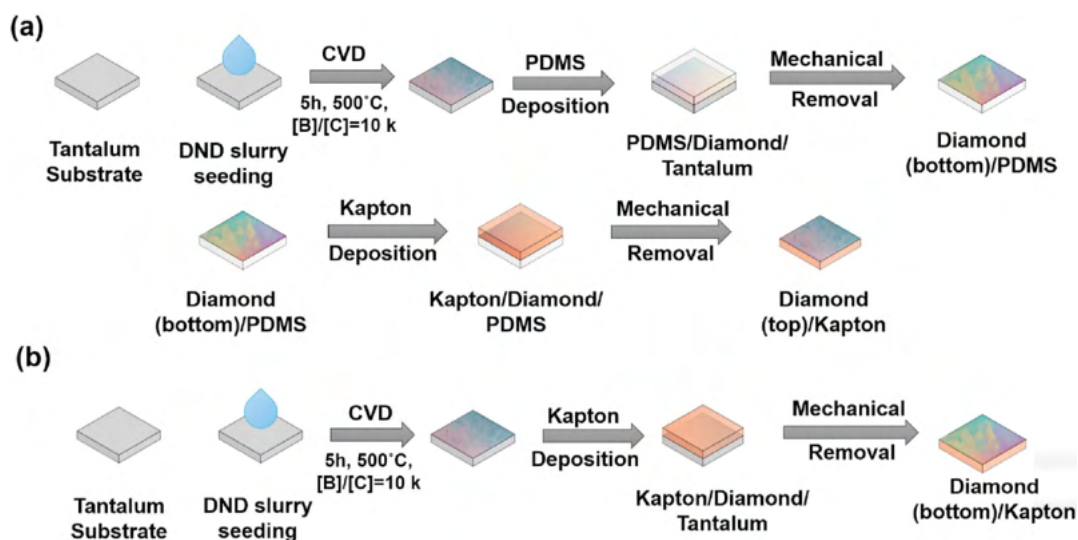 (a)
Tantalum
Substrate
DND slurry
seeding
CVD
5h, 500˚C,
[B]/[C]=10 k
PDMS
Deposition
PDMS/Diamond/
Tantalum
Mechanical
Removal
Diamond
(bottom)/PDMS
Diamond
(bottom)/PDMS
Kapton
Deposition
Kapton/Diamond/
PDMS
Mechanical
Removal
Diamond
(top)/Kapton
(b)
Tantalum
Substrate
DND slurry
seeding
CVD
5h, 500˚C,
[B]/[C]=10 k
Kapton
Deposition
Kapton/Diamond/
Tantalum
Mechanical
Removal
Diamond
(bottom)/Kapton